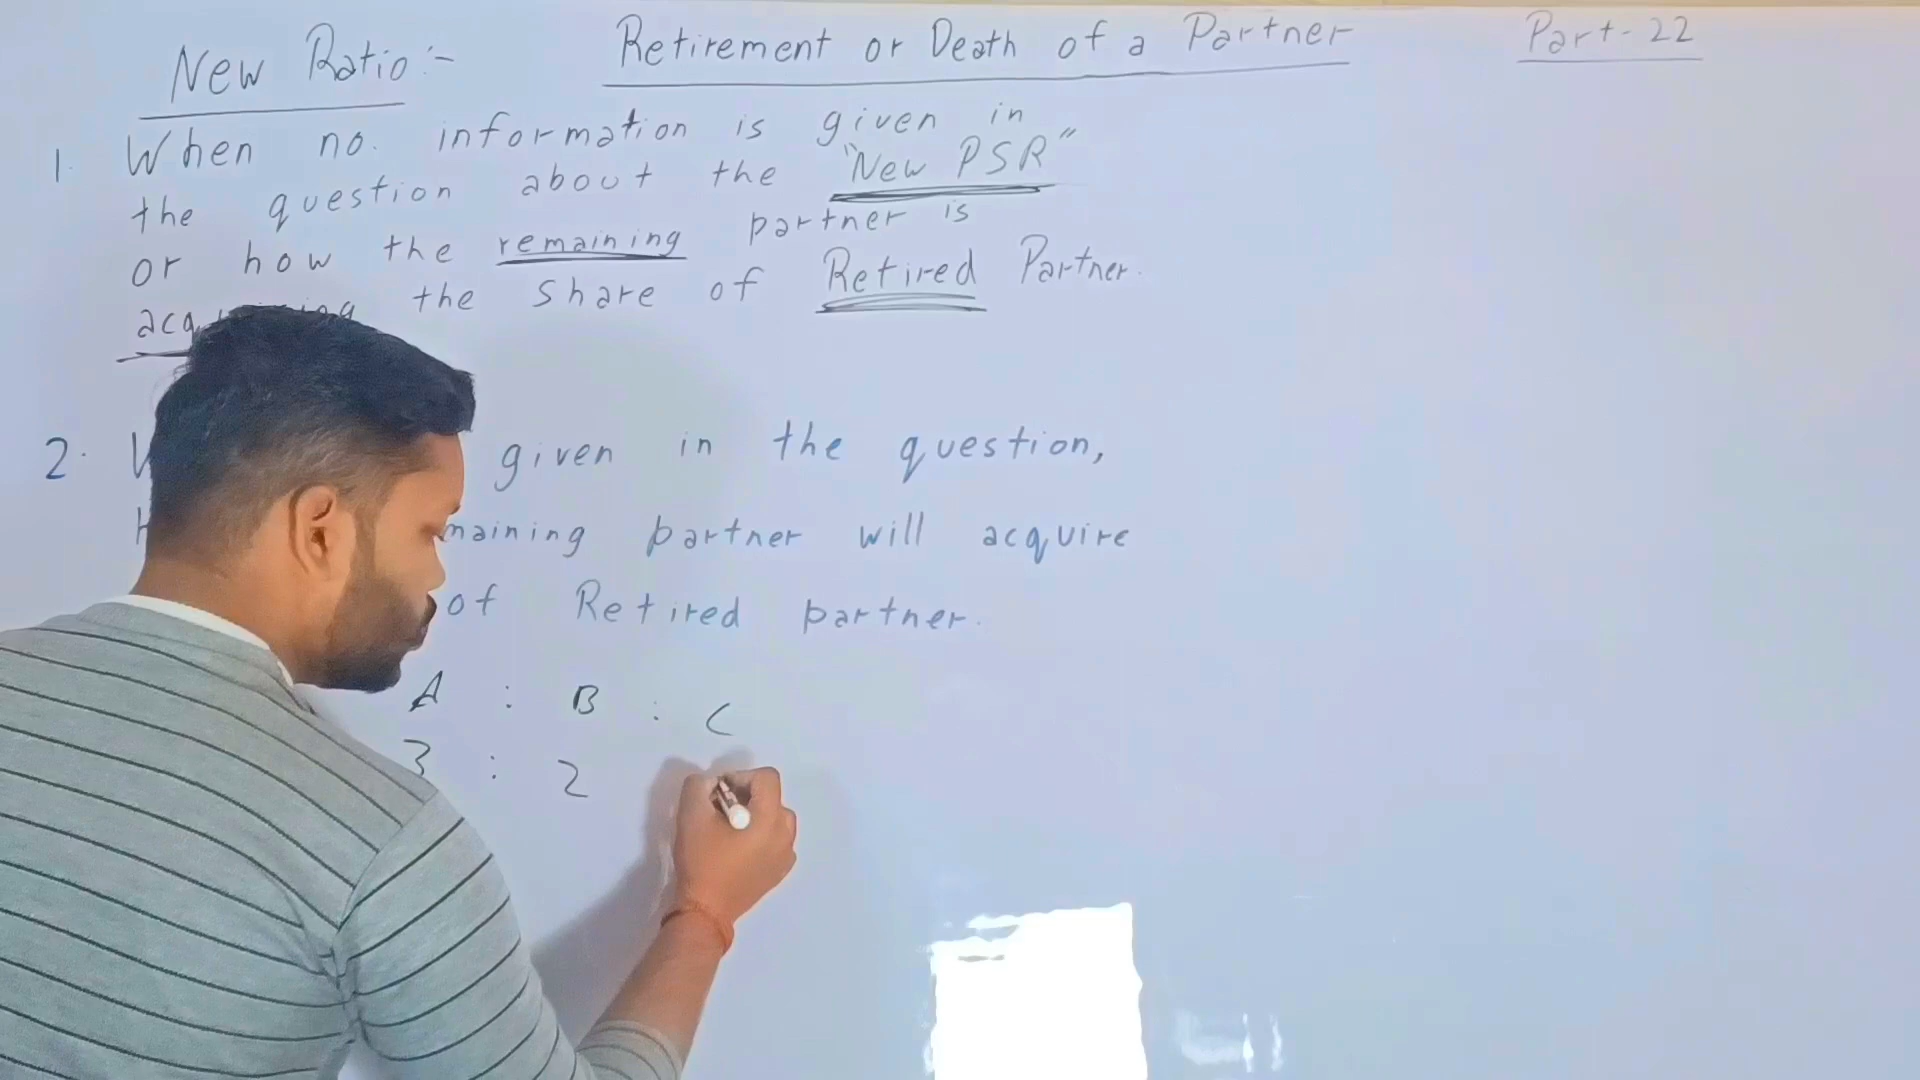 New Ratio :-
Retirement or Death of a Partner
Part-22
1. When no. information is given in
the question about the "New PSR"
or how the remaining partner is
the share of Retired Partner.
2. given in the question,
partner will acquire
of Retired partner.
A : B : C
3 : 2